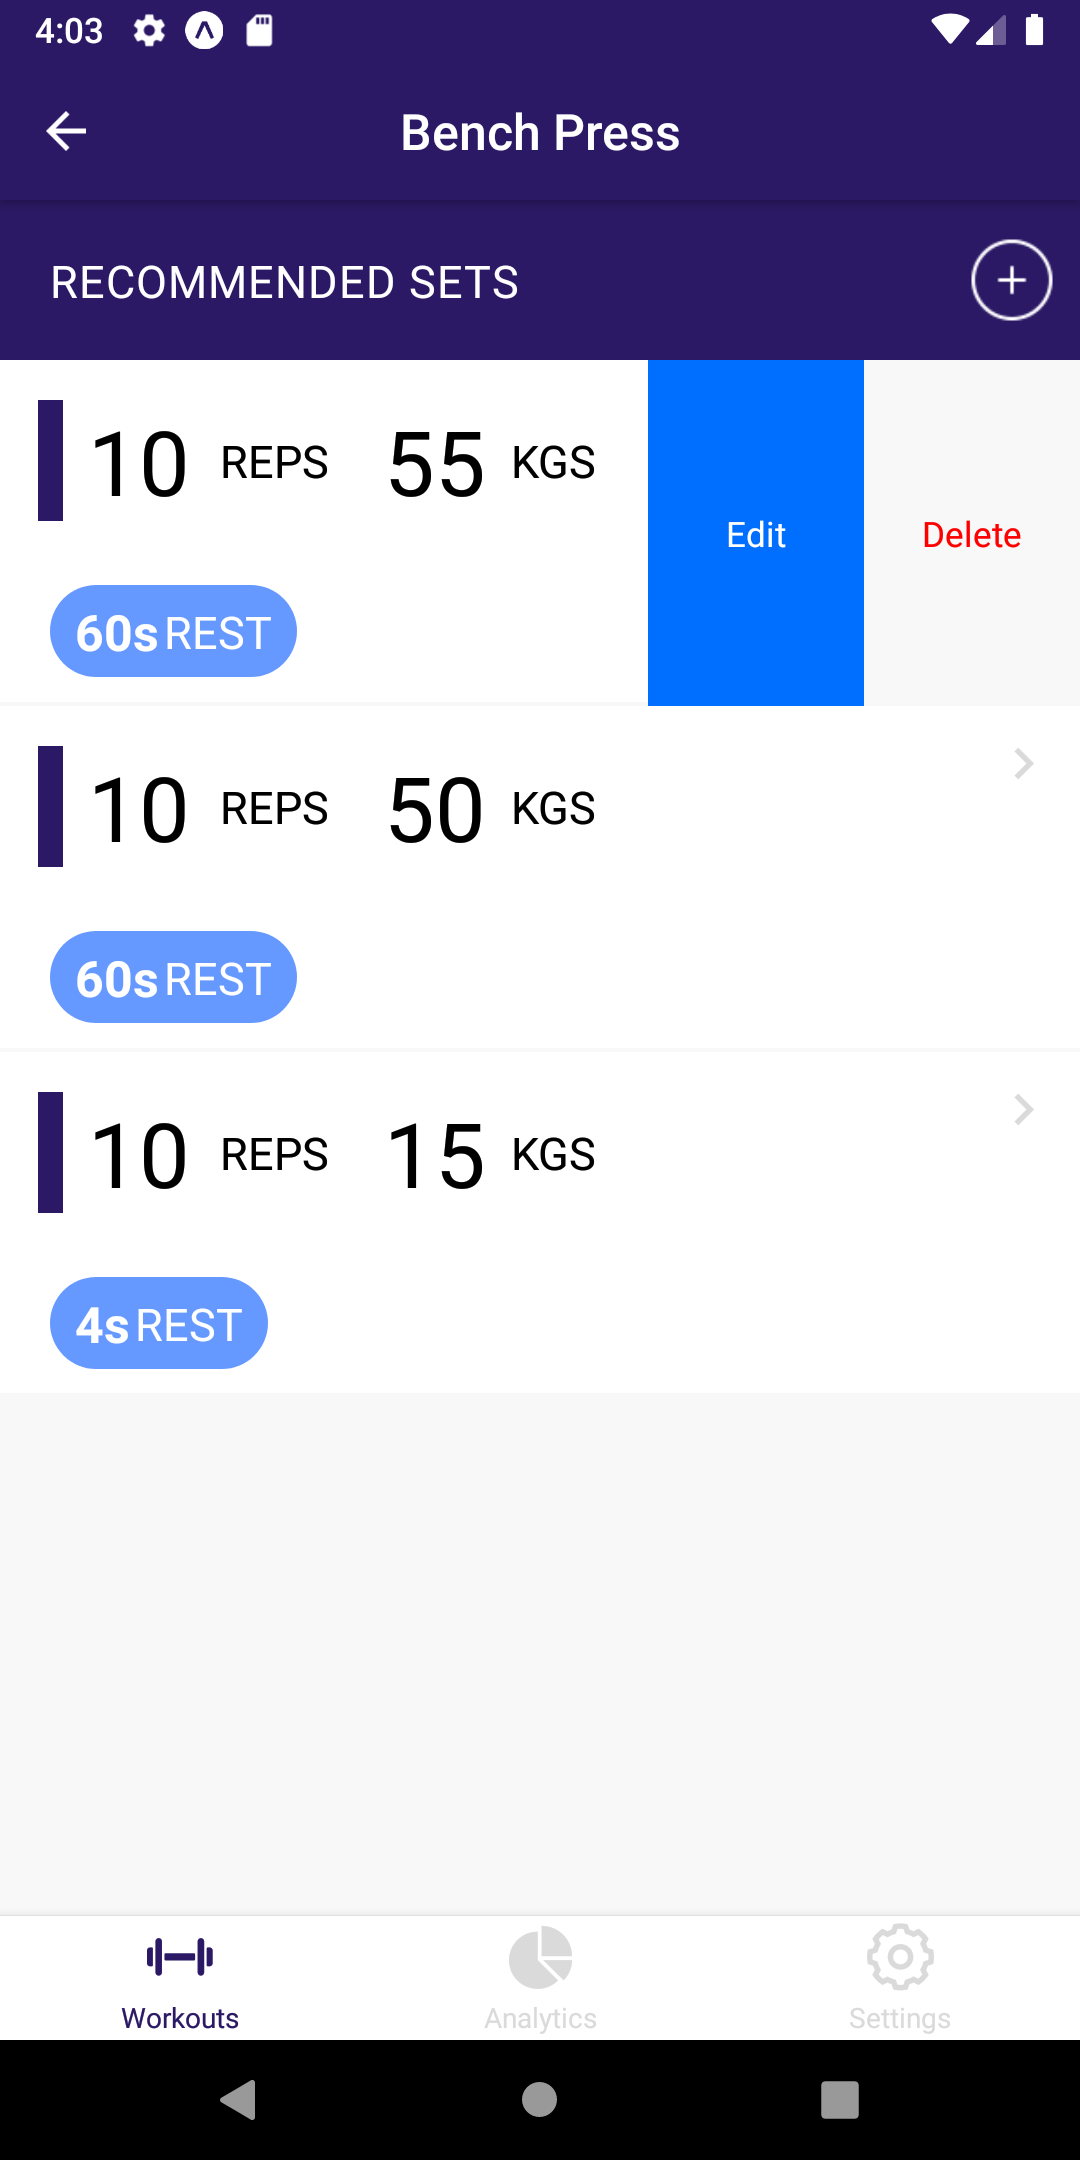 4:03
Bench Press
RECOMMENDED SETS
10 REPS 55 KGS
Edit
Delete
60s REST
10 REPS 50 KGS
60s REST
10 REPS 15 KGS
4s REST
Workouts
Analytics
Settings